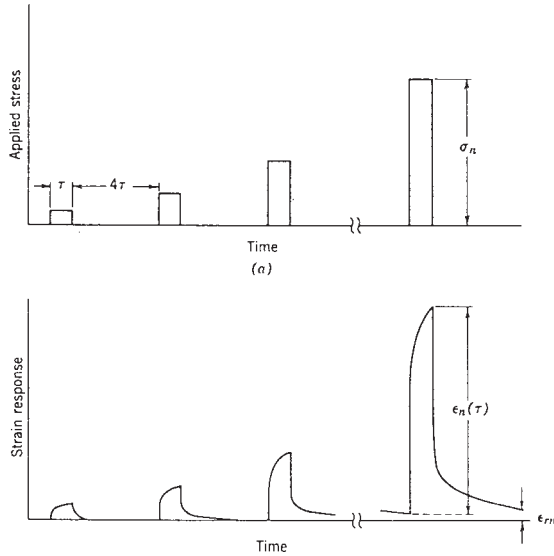 Applied stress
τ
4τ
σn
Time
(a)
Strain response
ϵn(τ)
ϵrn
Time